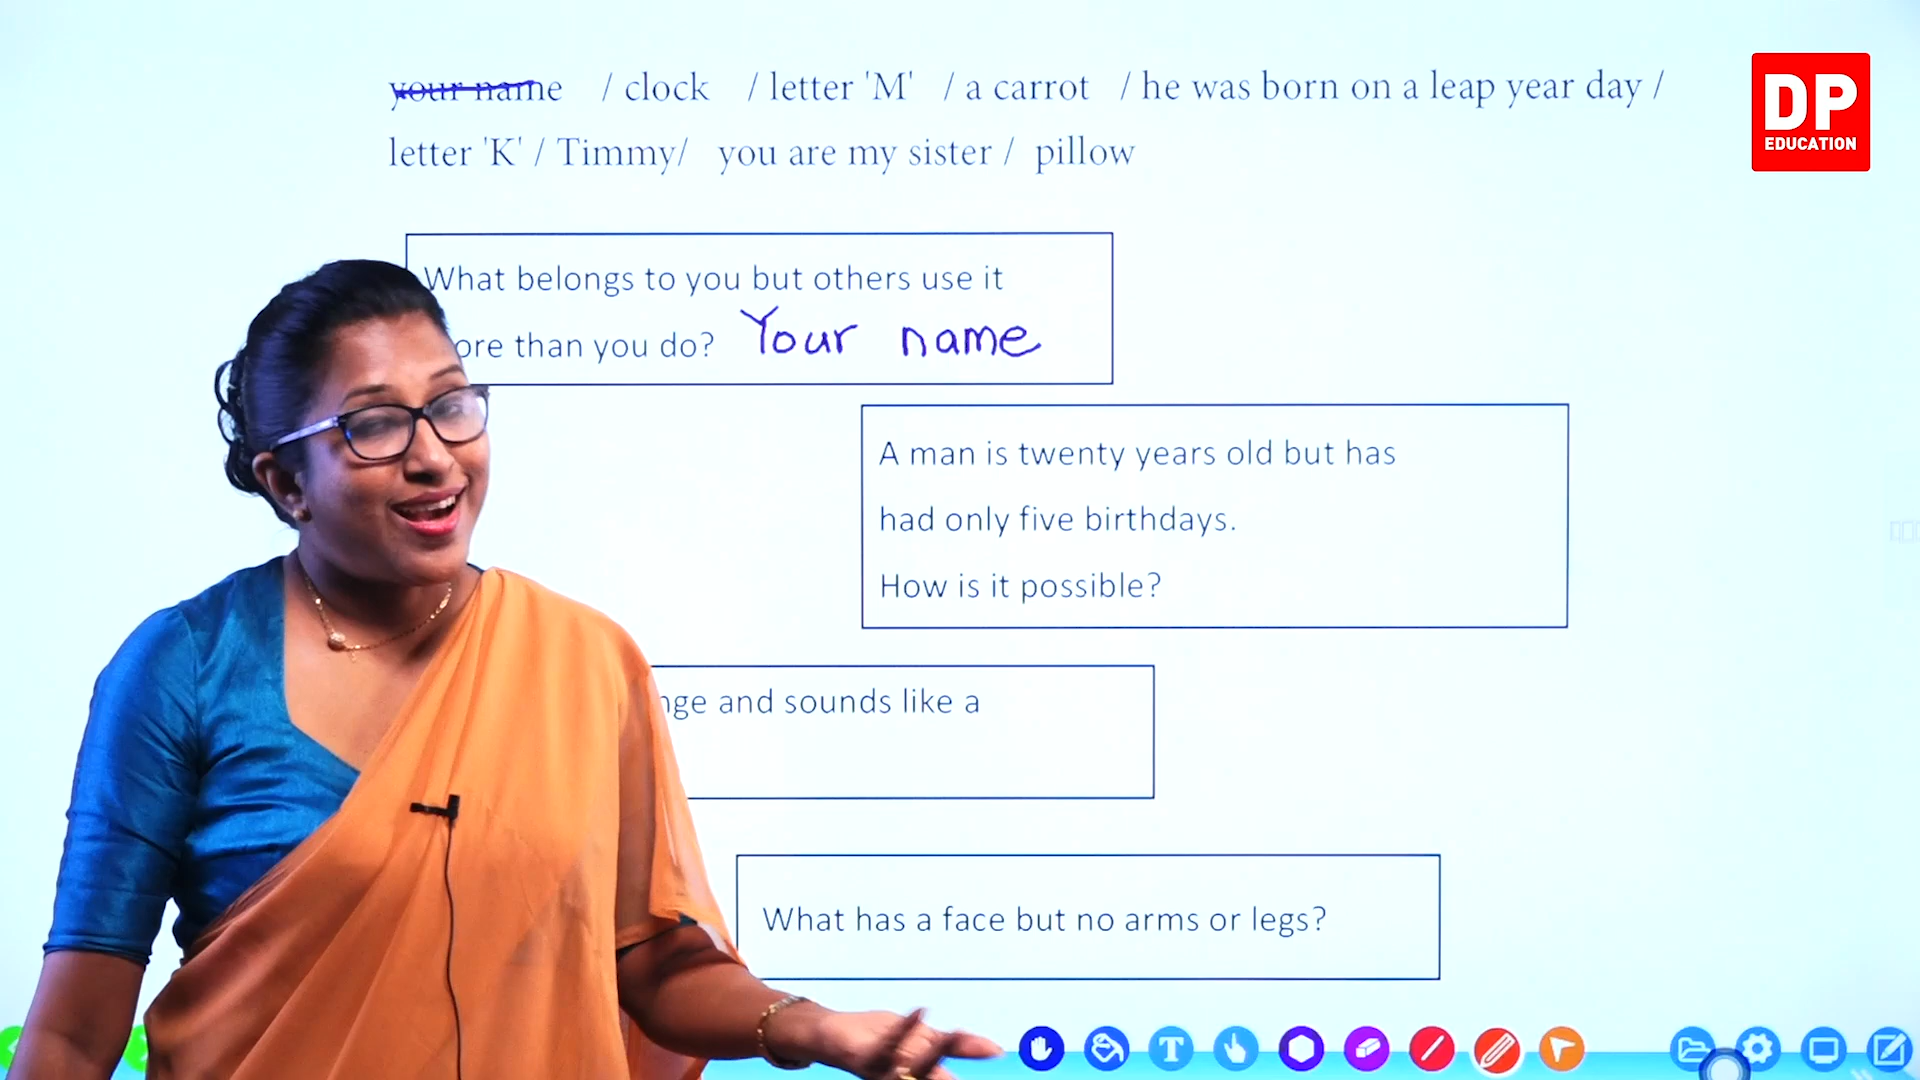 your name / clock / letter 'M' / a carrot / he was born on a leap year day /
letter 'K' / Timmy/ you are my sister / pillow
DP
EDUCATION
What belongs to you but others use it
ore than you do? Your name
A man is twenty years old but has
had only five birthdays.
How is it possible?
nge and sounds like a
What has a face but no arms or legs?